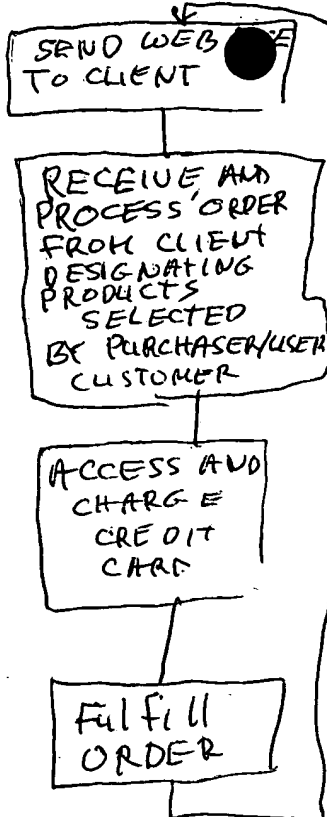 SEND WEB
TO CLIENT
RECEIVE AND
PROCESS ORDER
FROM CLIENT
DESIGNATING
PRODUCTS
SELECTED
BY PURCHASER/USER
CUSTOMER
ACCESS AND
CHARGE
CREDIT
CARD
Fulfill
ORDER